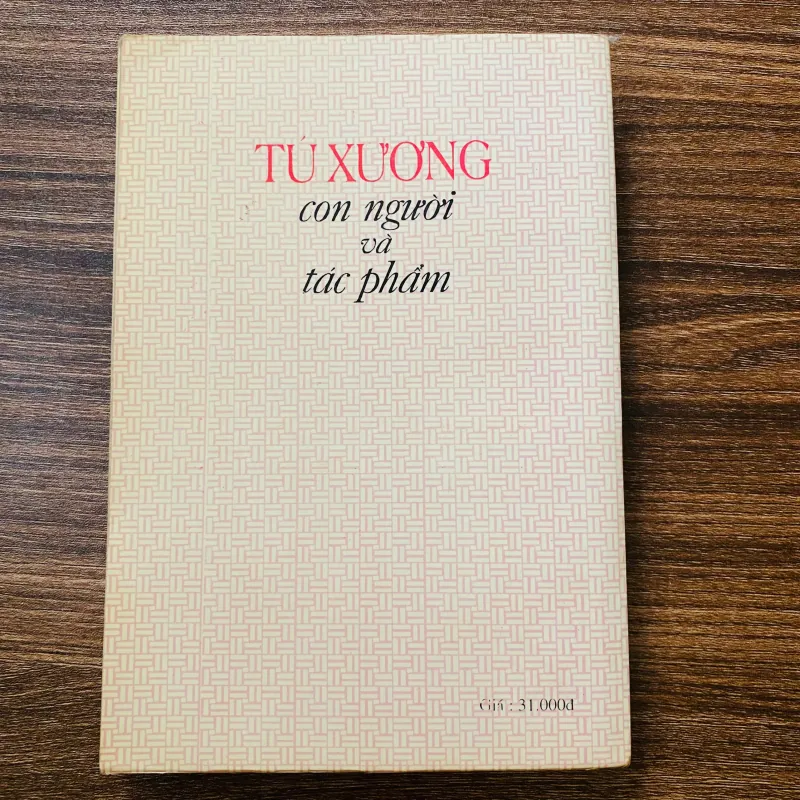 TÚ XƯƠNG
con người
và
tác phẩm
Giá : 31.000đ